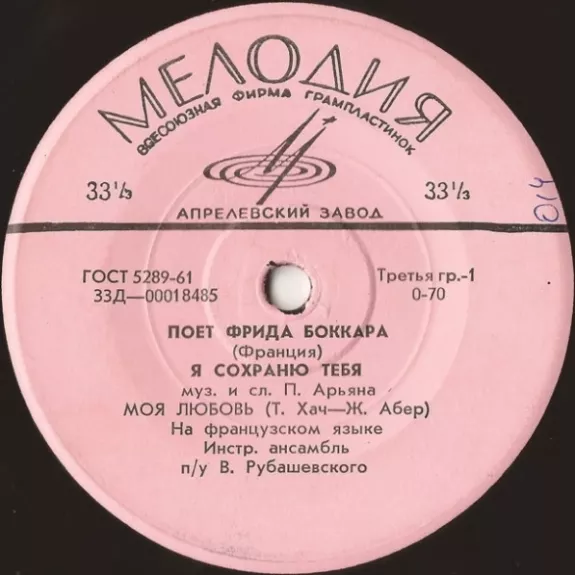 МЕЛОДИЯ
ВСЕСОЮЗНАЯ ФИРМА ГРАМПЛАСТИНОК
33⅓ 33⅓
АПРЕЛЕВСКИЙ ЗАВОД
014
ГОСТ 5289-61 Третья гр.-1
33Д—00018485 0-70
ПОЕТ ФРИДА БОККАРА
(Франция)
Я СОХРАНЮ ТЕБЯ
муз. и сл. П. Арьяна
МОЯ ЛЮБОВЬ (Т. Хач—Ж. Абер)
На французском языке
Инстр. ансамбль
п/у В. Рубашевского